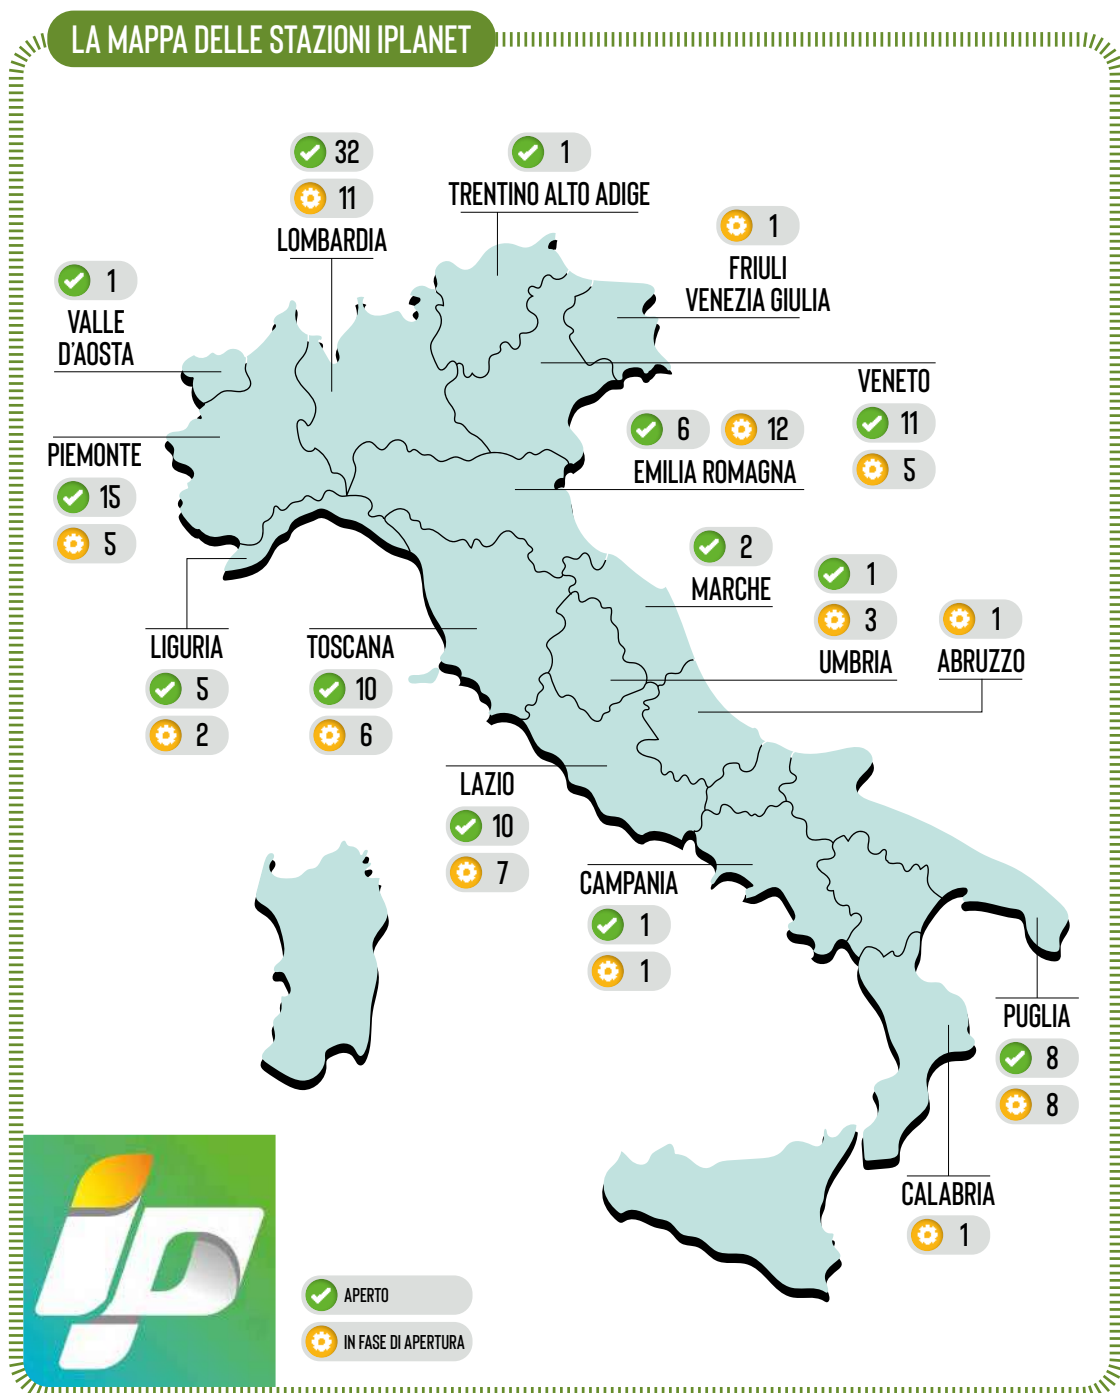 LA MAPPA DELLE STAZIONI IPLANET
32
11
LOMBARDIA
1
TRENTINO ALTO ADIGE
1
FRIULI
VENEZIA GIULIA
1
VALLE
D'AOSTA
VENETO
11
5
PIEMONTE
15
5
6 12
EMILIA ROMAGNA
2
MARCHE
1
3
UMBRIA
1
ABRUZZO
LIGURIA
5
2
TOSCANA
10
6
LAZIO
10
7
CAMPANIA
1
1
PUGLIA
8
8
CALABRIA
1
ip
APERTO
IN FASE DI APERTURA